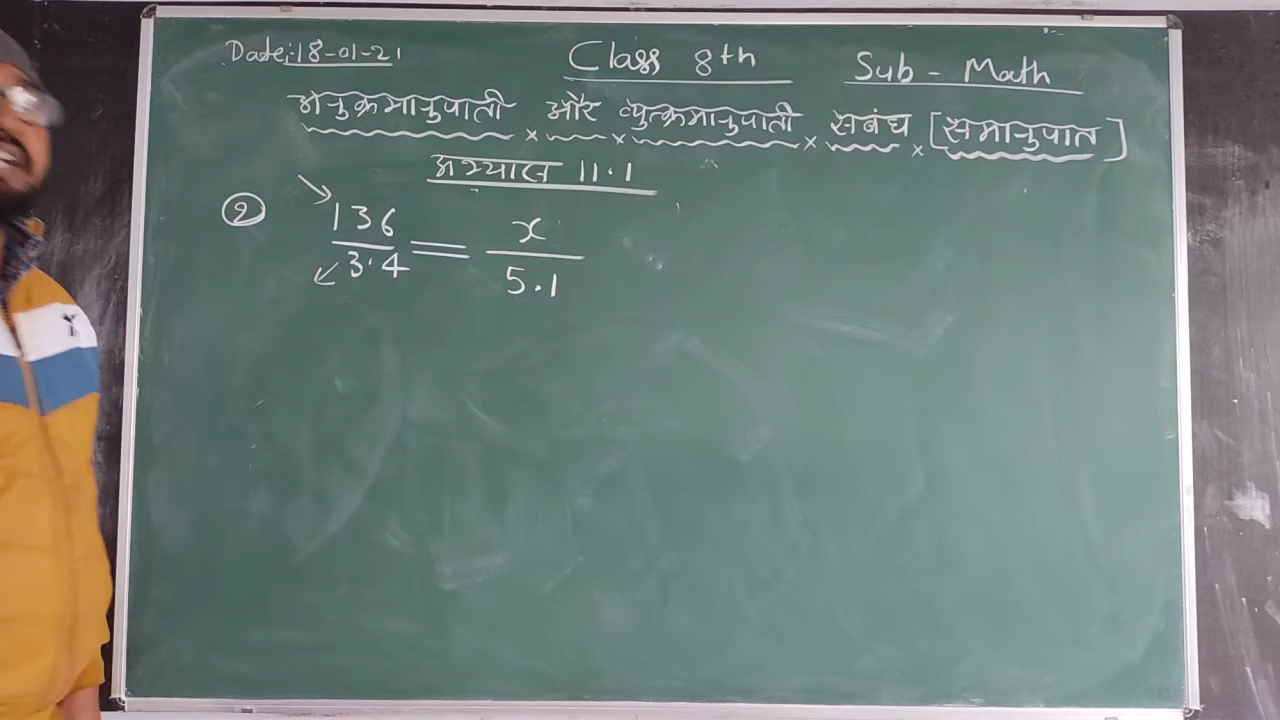 Date:18-01-21 Class 8th Sub - Math
अनुक्रमानुपाती और व्युत्क्रमानुपाती सबंध [समानुपात]
अभ्यास 11.1
② 136/3.4 = x/5.1